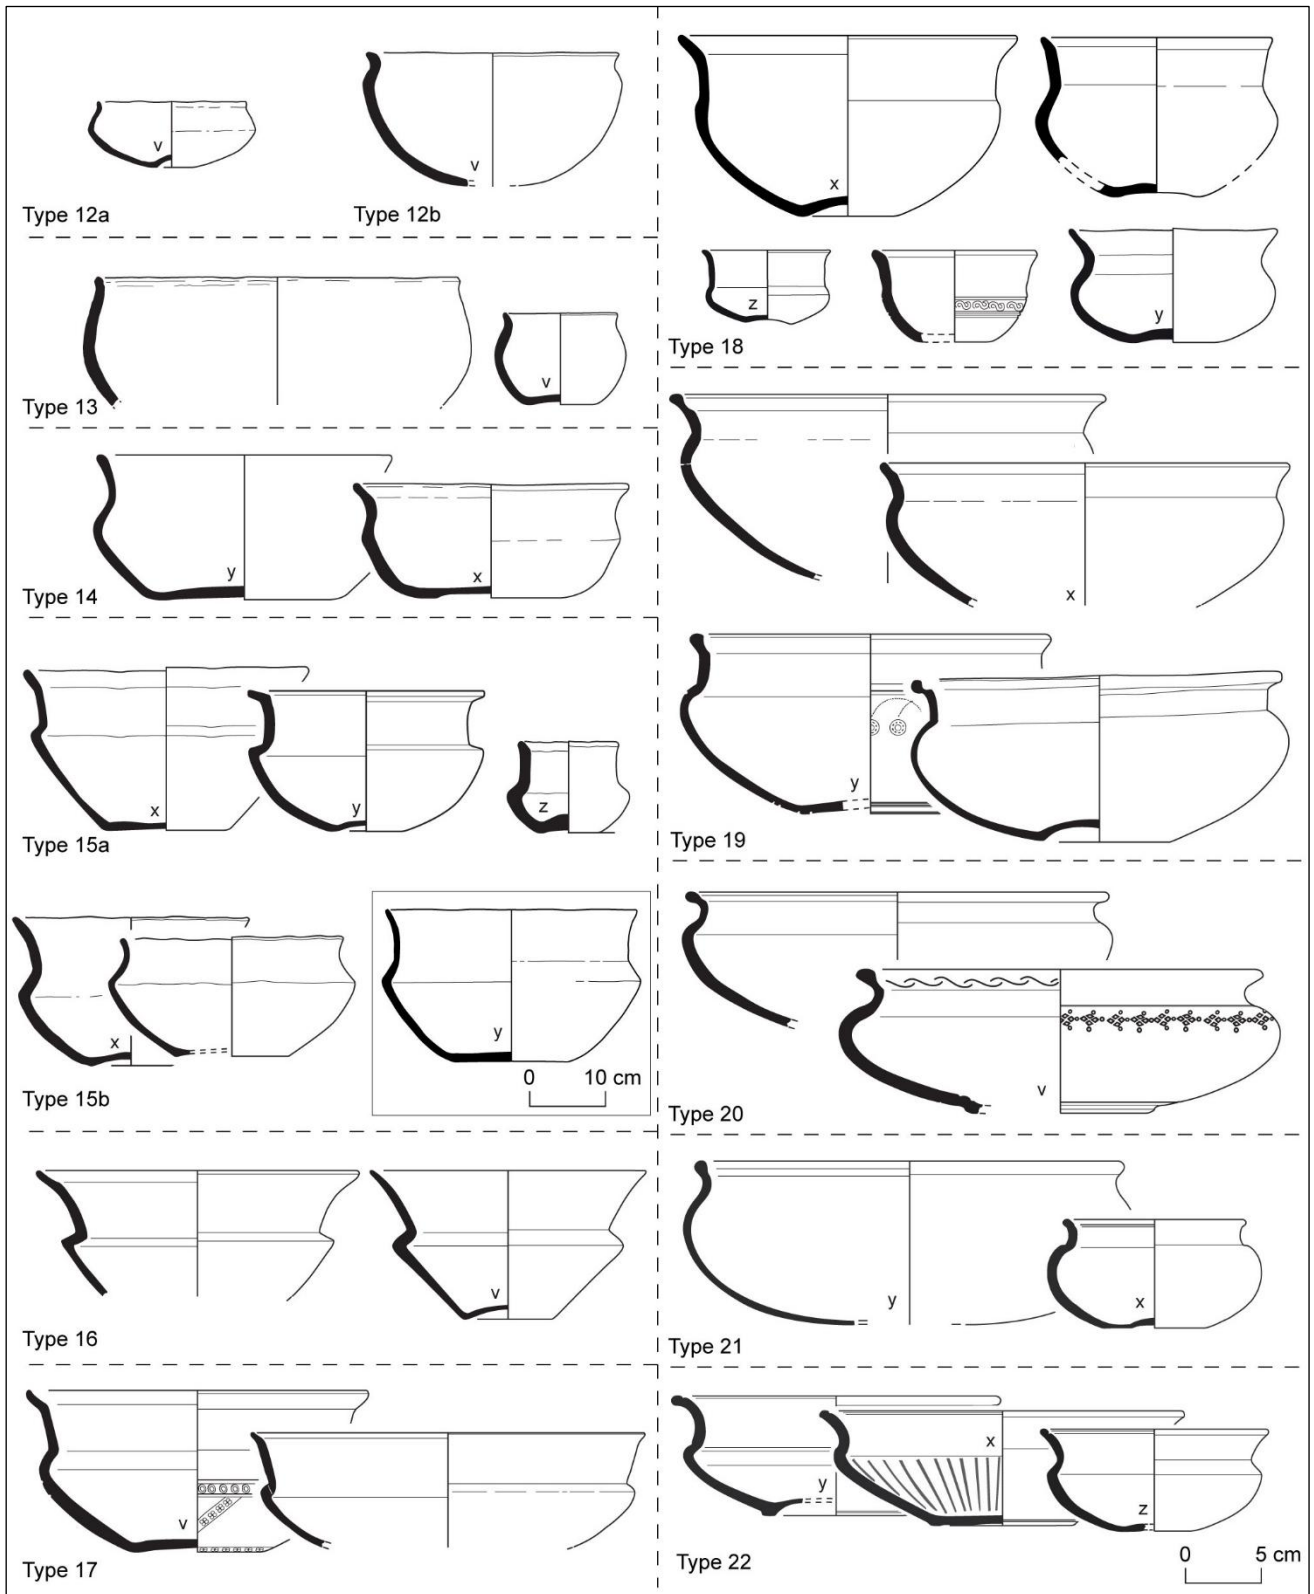 v
v
Type 12a
Type 12b
v
Type 13
y
x
Type 14
x
y
z
Type 15a
x
y
0 10 cm
Type 15b
v
Type 16
v
Type 17
x
z
y
Type 18
x
y
Type 19
v
Type 20
y
x
Type 21
x
y
z
Type 22
0 5 cm